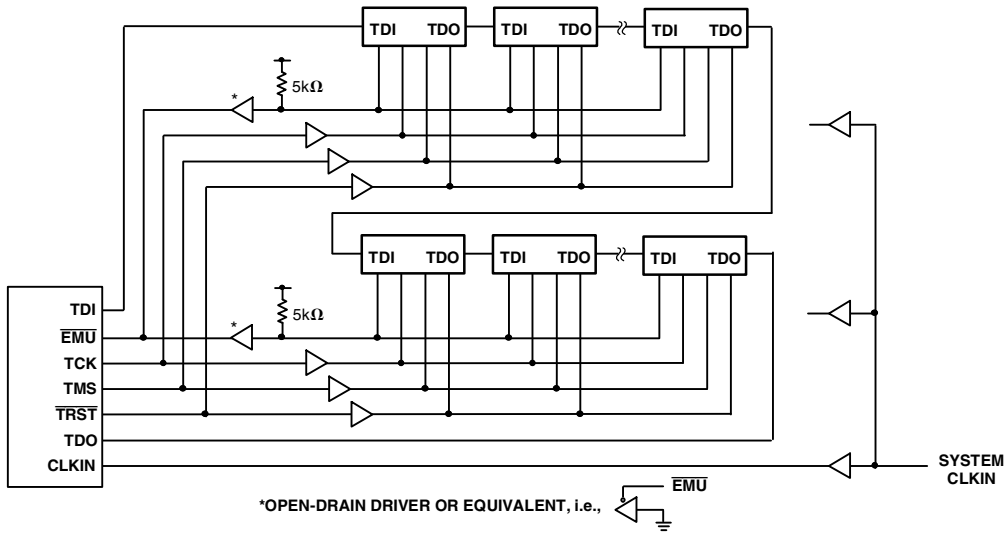 TDI TDO TDI TDO TDI TDO
5kΩ
*
TDI TDO TDI TDO TDI TDO
5kΩ
*
TDI
EMU
TCK
TMS
TRST
TDO
CLKIN
SYSTEM
CLKIN
*OPEN-DRAIN DRIVER OR EQUIVALENT, i.e.,
EMU